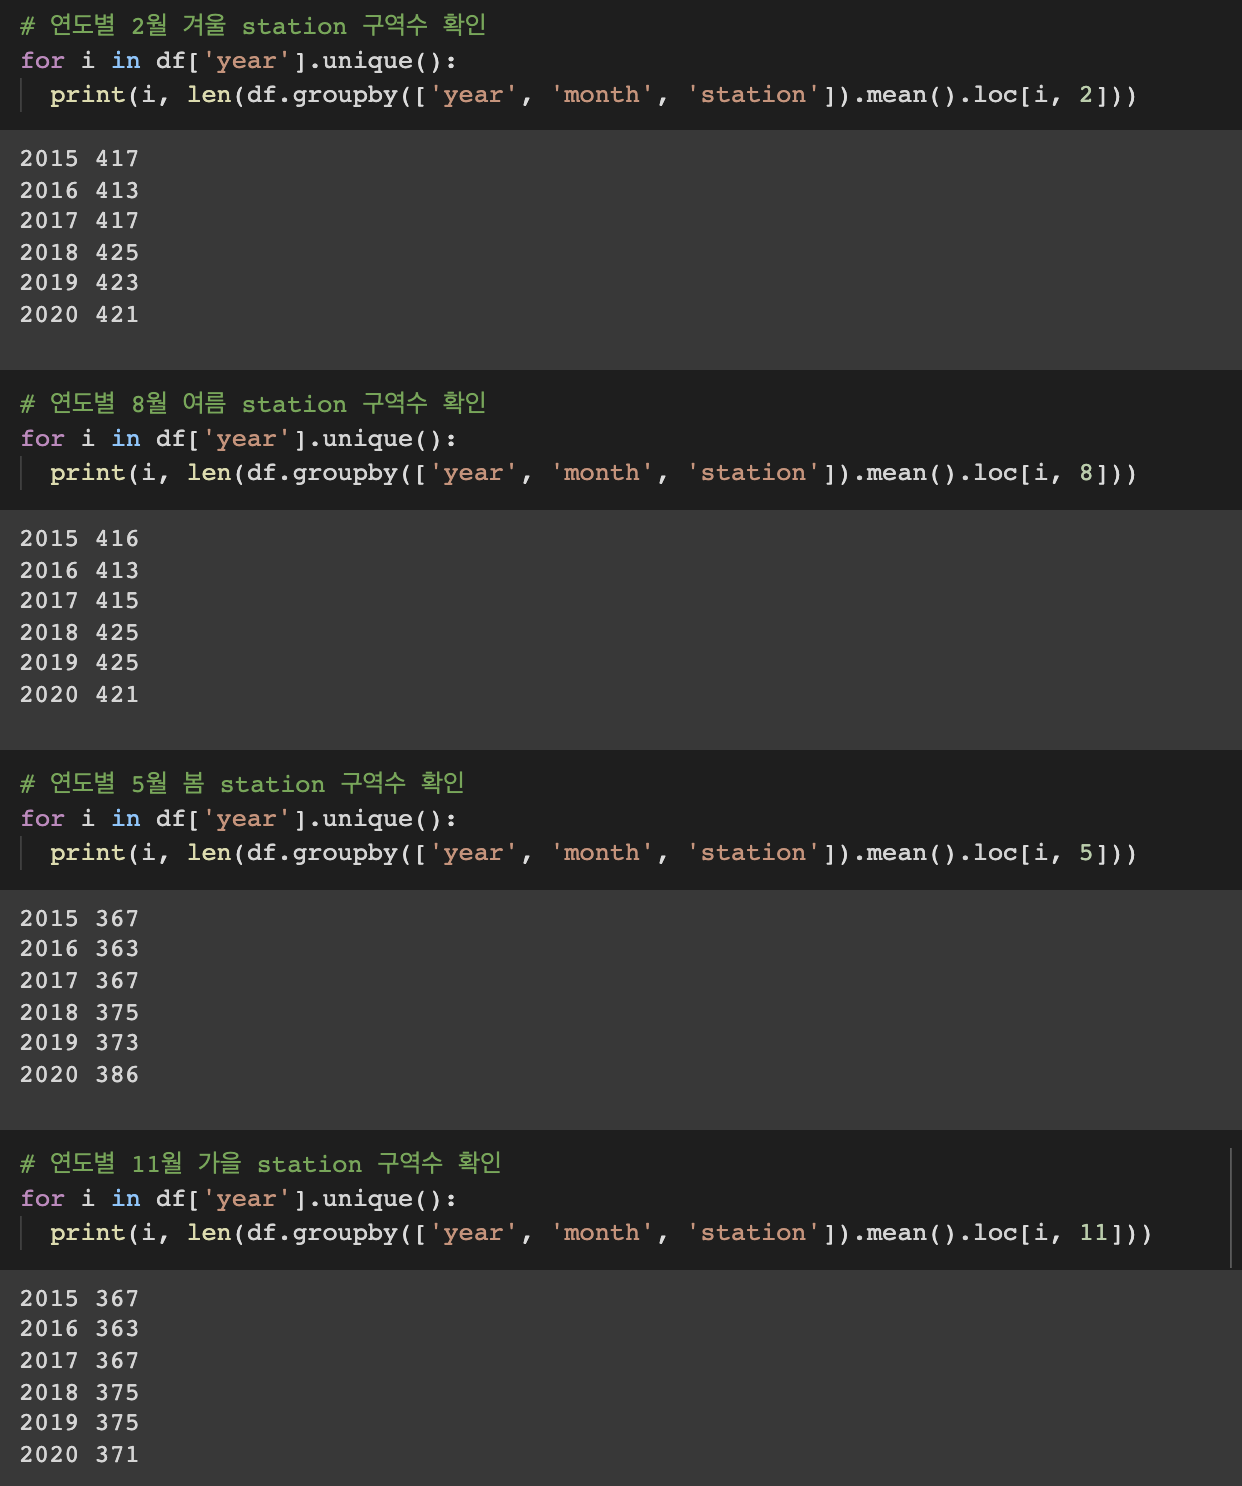 # 연도별 2월 겨울 station 구역수 확인
for i in df['year'].unique():
  print(i, len(df.groupby(['year', 'month', 'station']).mean().loc[i, 2]))
2015 417
2016 413
2017 417
2018 425
2019 423
2020 421
# 연도별 8월 여름 station 구역수 확인
for i in df['year'].unique():
  print(i, len(df.groupby(['year', 'month', 'station']).mean().loc[i, 8]))
2015 416
2016 413
2017 415
2018 425
2019 425
2020 421
# 연도별 5월 봄 station 구역수 확인
for i in df['year'].unique():
  print(i, len(df.groupby(['year', 'month', 'station']).mean().loc[i, 5]))
2015 367
2016 363
2017 367
2018 375
2019 373
2020 386
# 연도별 11월 가을 station 구역수 확인
for i in df['year'].unique():
  print(i, len(df.groupby(['year', 'month', 'station']).mean().loc[i, 11]))
2015 367
2016 363
2017 367
2018 375
2019 375
2020 371